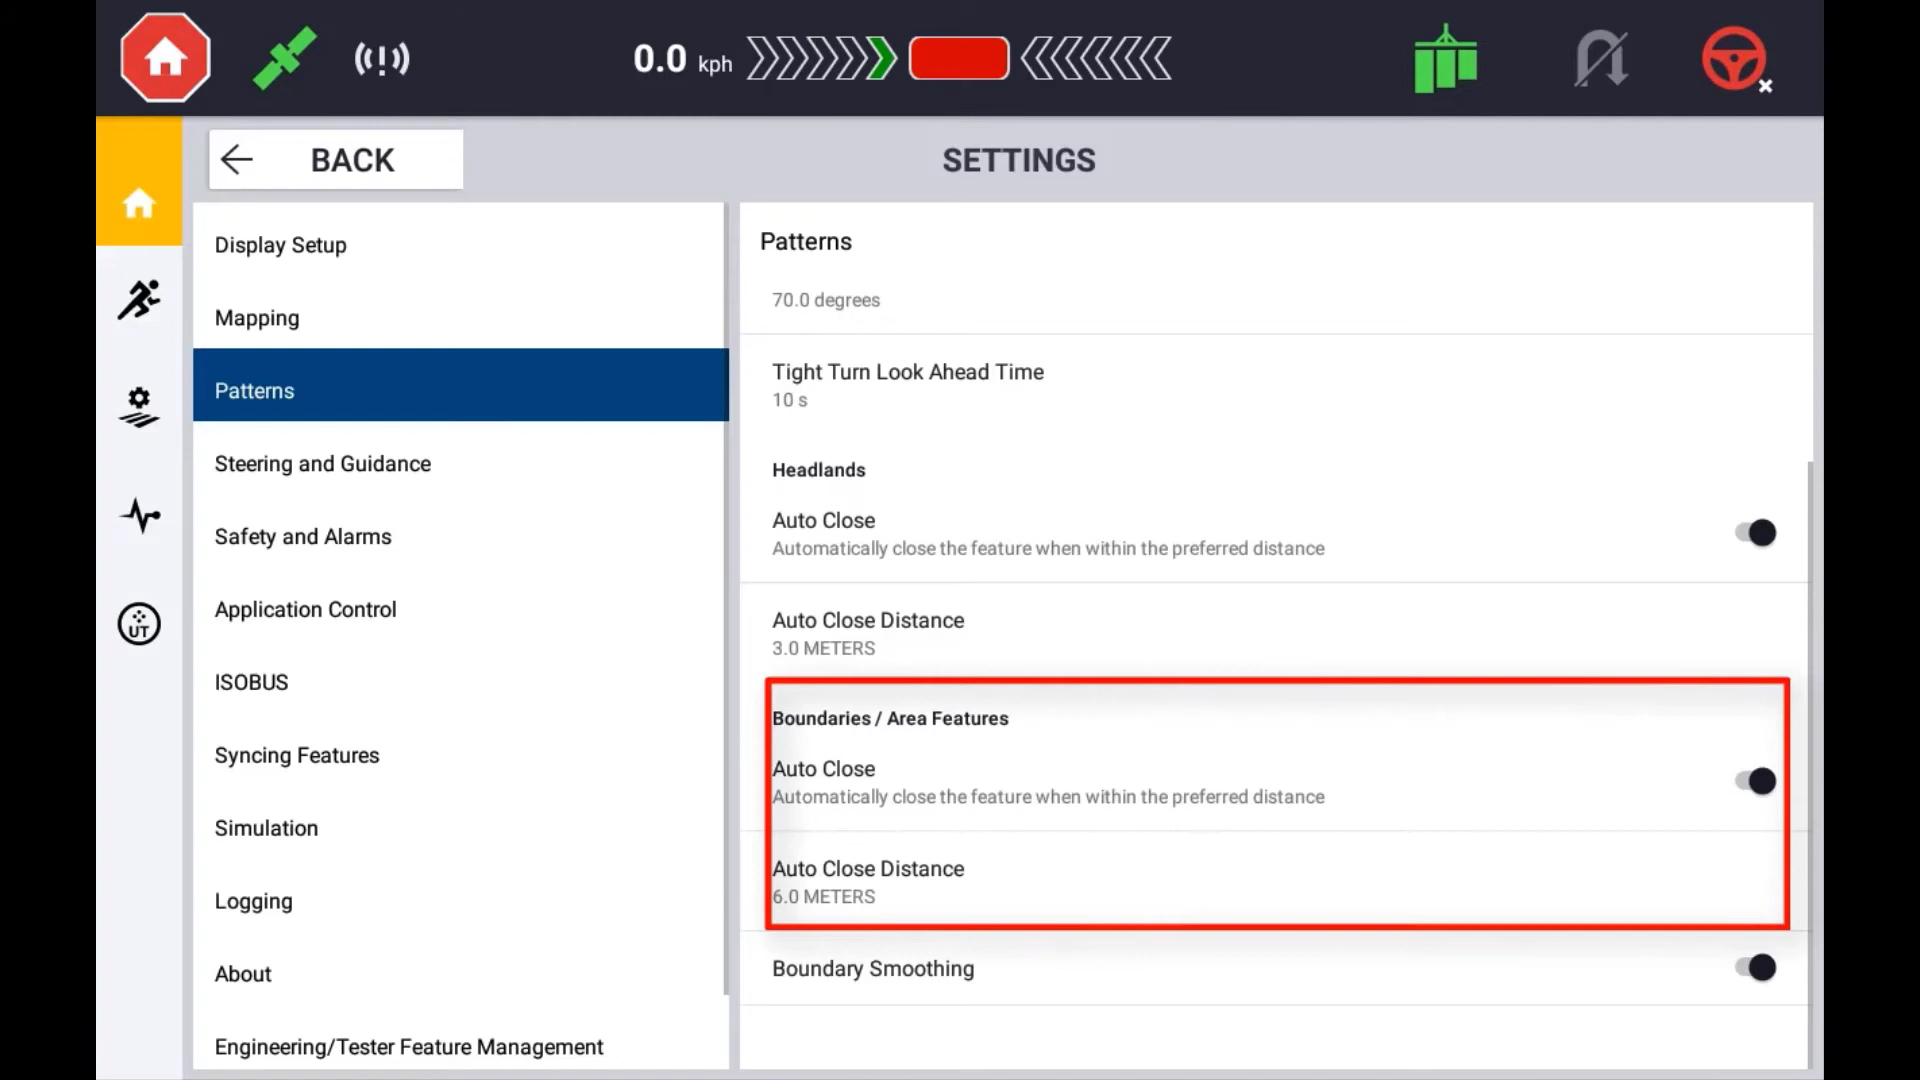 0.0 kph
BACK
SETTINGS
Display Setup
Mapping
Patterns
Steering and Guidance
Safety and Alarms
Application Control
ISOBUS
Syncing Features
Simulation
Logging
About
Engineering/Tester Feature Management
UT
Patterns
70.0 degrees
Tight Turn Look Ahead Time
10 s
Headlands
Auto Close
Automatically close the feature when within the preferred distance
Auto Close Distance
3.0 METERS
Boundaries / Area Features
Auto Close
Automatically close the feature when within the preferred distance
Auto Close Distance
6.0 METERS
Boundary Smoothing